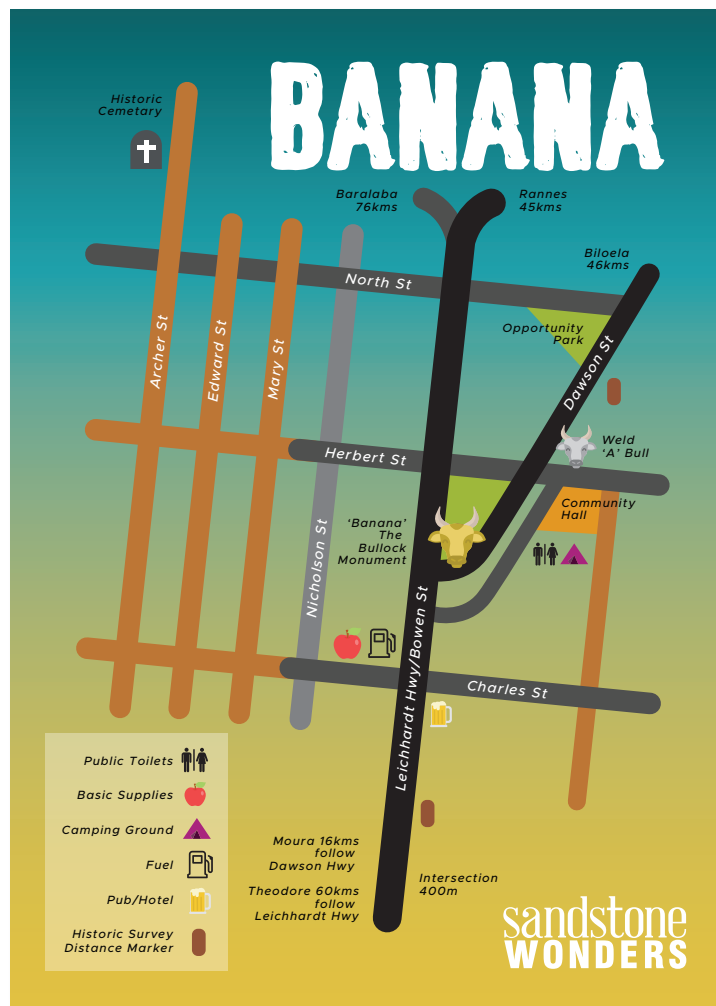 BANANA
Historic
Cemetary
Baralaba
76kms
Rannes
45kms
Biloela
46kms
North St
Opportunity
Park
Archer St
Edward St
Mary St
Dawson St
Weld
‘A’ Bull
Herbert St
Community
Hall
‘Banana’
The
Bullock
Monument
Nicholson St
Leichhardt Hwy/Bowen St
Charles St
Public Toilets
Basic Supplies
Camping Ground
Fuel
Pub/Hotel
Historic Survey
Distance Marker
Moura 16kms
follow
Dawson Hwy
Theodore 60kms
follow
Leichhardt Hwy
Intersection
400m
sandstone
WONDERS